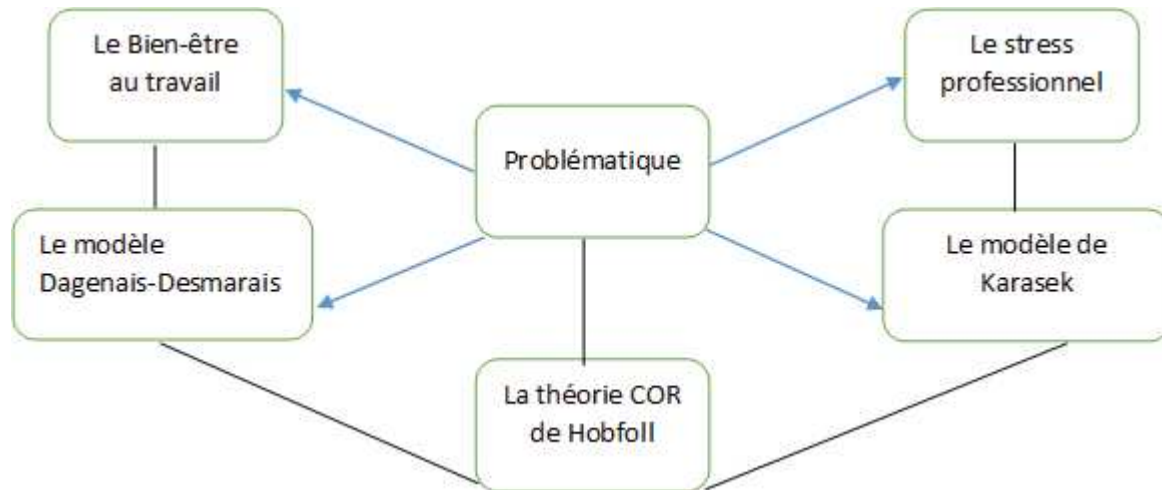 Le Bien-être
au travail
Le stress
professionnel
Problématique
Le modèle
Dagenais-Desmarais
Le modèle de
Karasek
La théorie COR
de Hobfoll